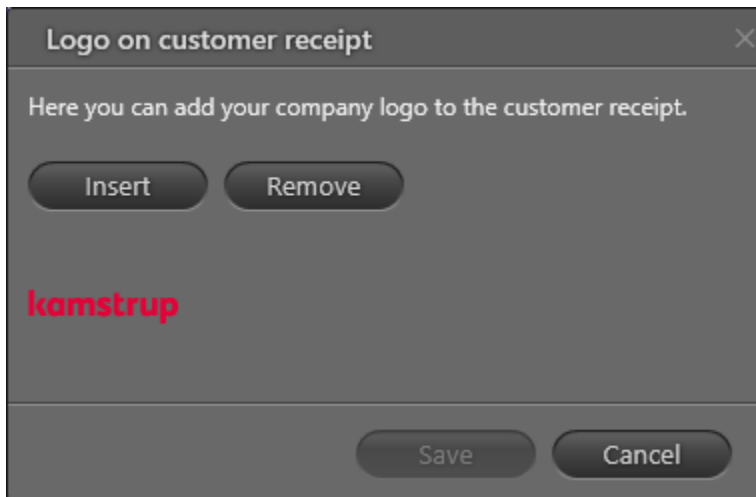 Logo on customer receipt
Here you can add your company logo to the customer receipt.
Insert Remove
kamstrup
Save Cancel